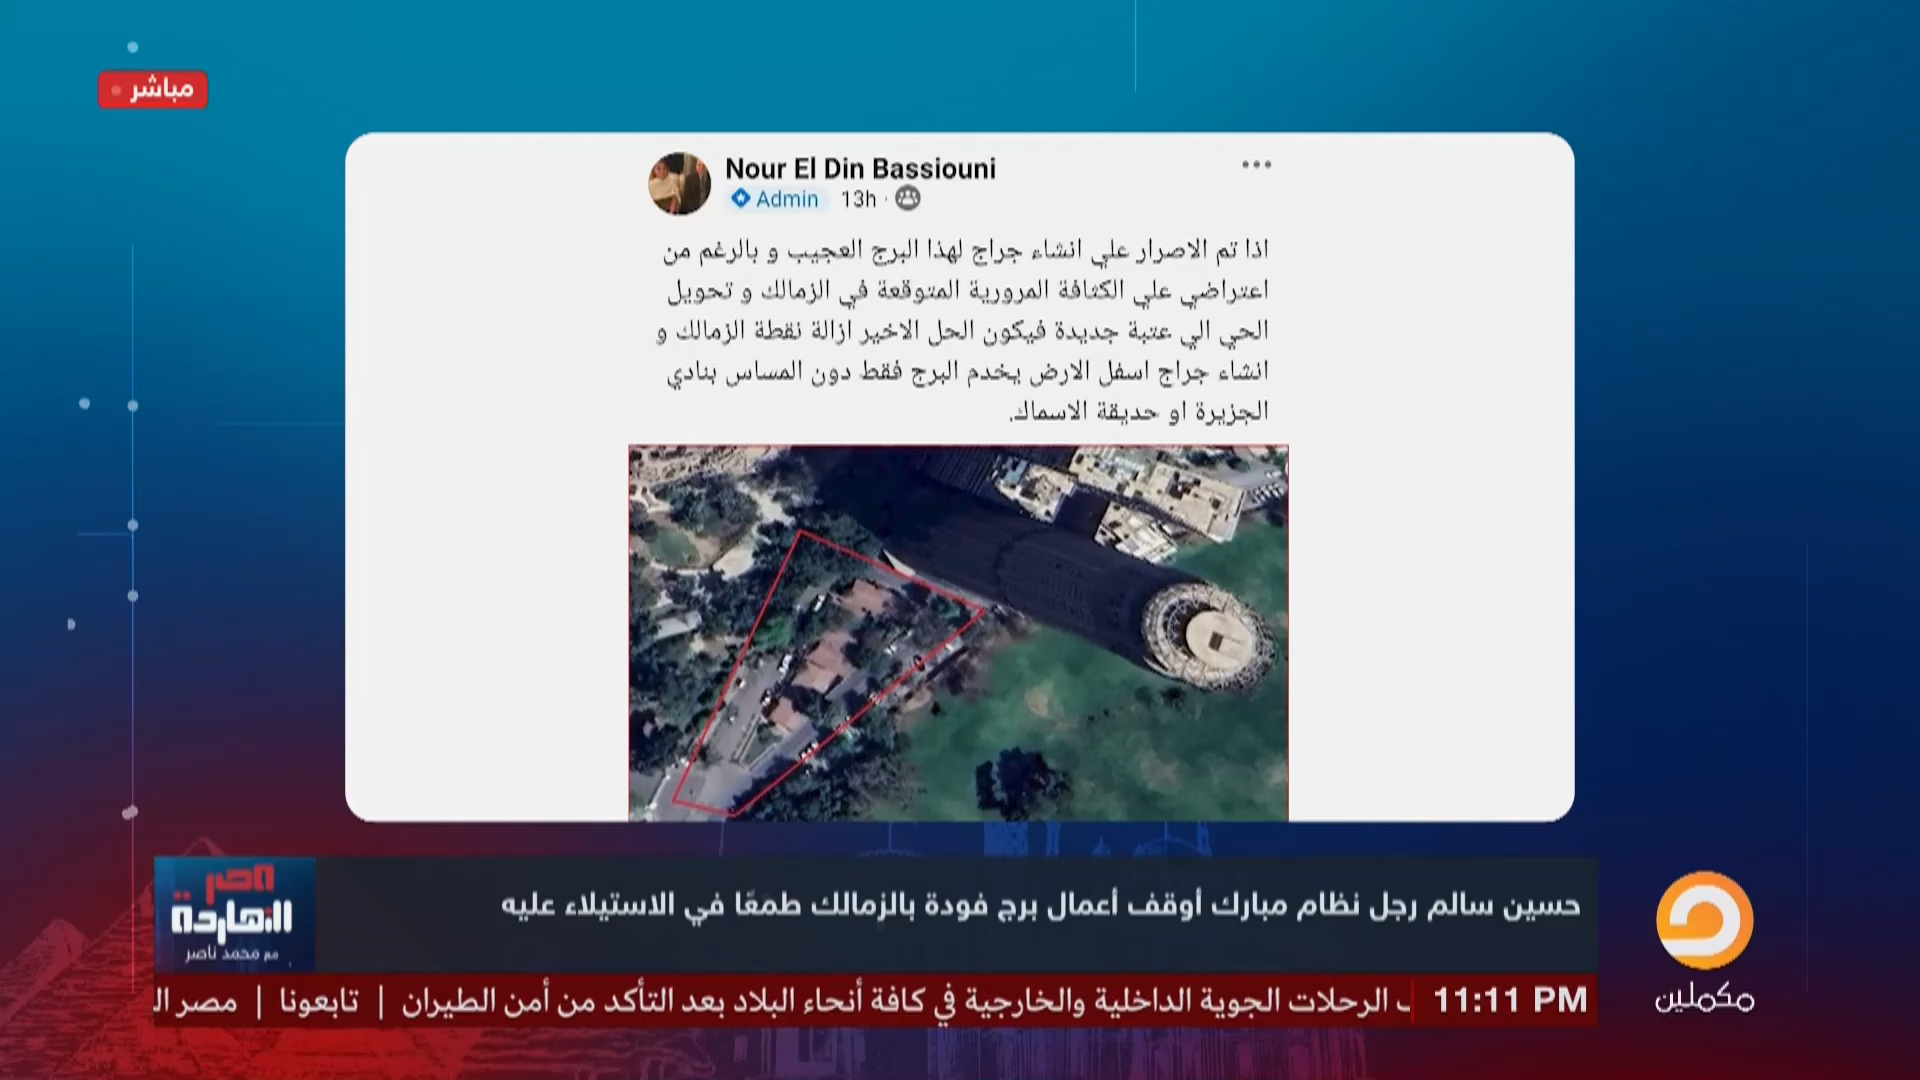 مباشر
Nour El Din Bassiouni
Admin 13h
اذا تم الاصرار علي انشاء جراج لهذا البرج العجيب و بالرغم من
اعتراضي علي الكثافة المرورية المتوقعة في الزمالك و تحويل
الحي الي عتبة جديدة فيكون الحل الاخير ازالة نقطة الزمالك و
انشاء جراج اسفل الارض يخدم البرج فقط دون المساس بنادي
الجزيرة او حديقة الاسماك.
حسين سالم رجل نظام مبارك أوقف أعمال برج فودة بالزمالك طمعًا في الاستيلاء عليه
مصر
النهاردة
مع محمد ناصر
11:11 PM
الرحلات الجوية الداخلية والخارجية في كافة أنحاء البلاد بعد التأكد من أمن الطيران | تابعونا | مصر ال
مكملين